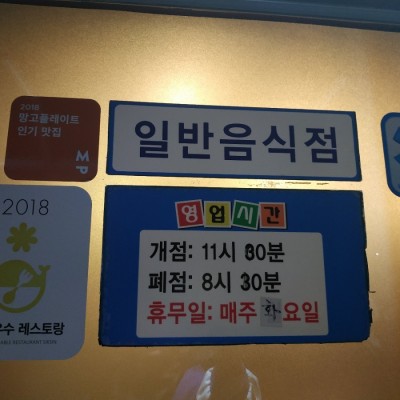 2018
망고플레이트
인기 맛집
MP
일반음식점
2018
수 레스토랑
영업시간
개점: 11시 30분
폐점: 8시 30분
휴무일: 매주 화요일